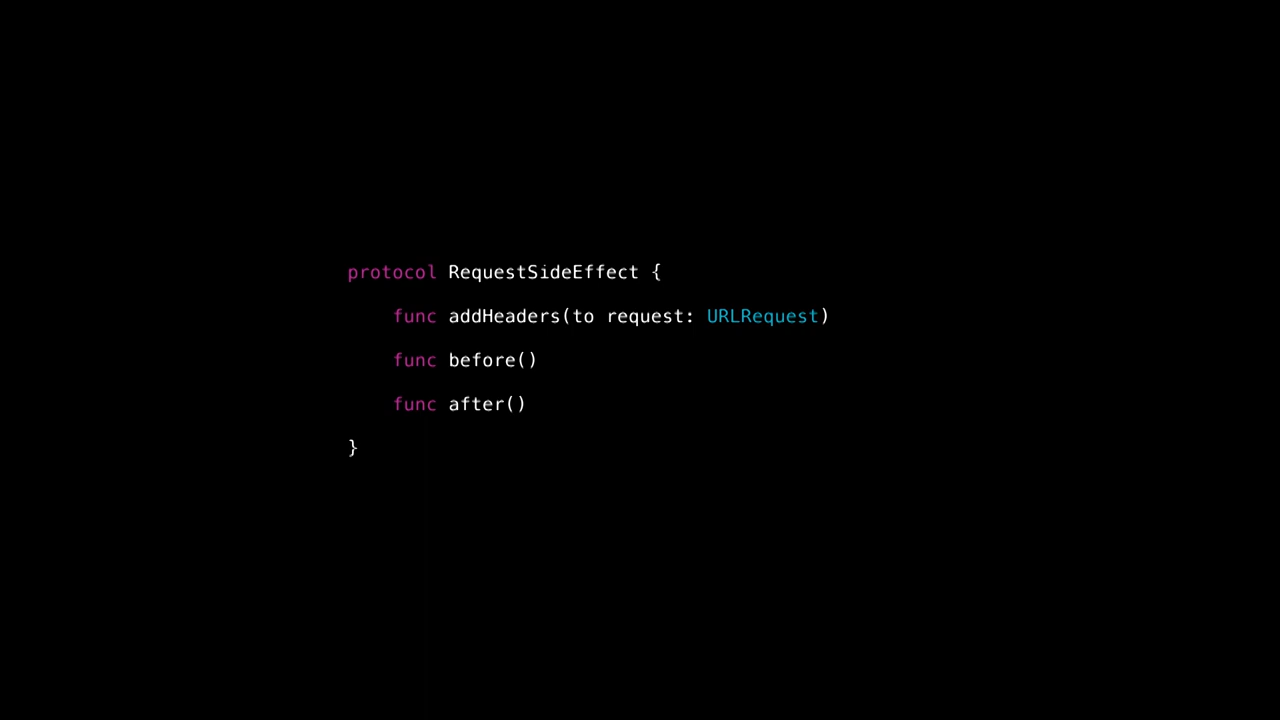 protocol RequestSideEffect {
    func addHeaders(to request: URLRequest)
    func before()
    func after()
}